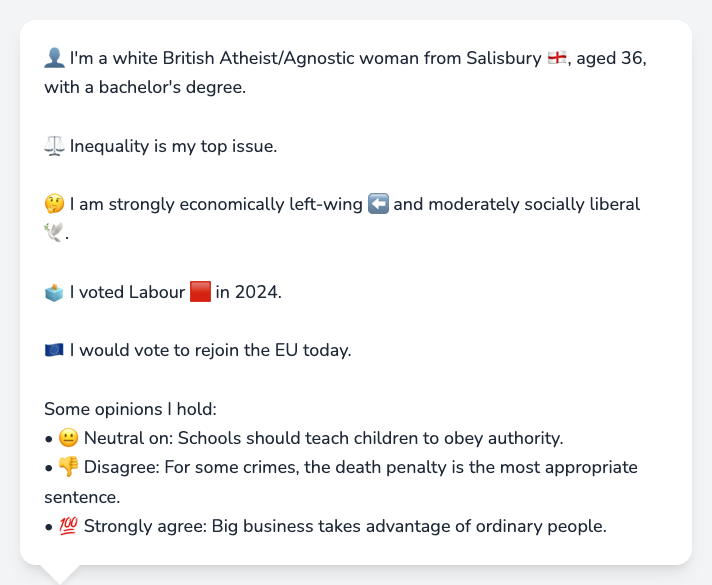 👤 I'm a white British Atheist/Agnostic woman from Salisbury 🏴󠁧󠁢󠁥󠁮󠁧󠁿, aged 36,
with a bachelor's degree.
⚖️ Inequality is my top issue.
🤔 I am strongly economically left-wing ⬅️ and moderately socially liberal
🕊️.
🗳️ I voted Labour 🟥 in 2024.
🇪🇺 I would vote to rejoin the EU today.
Some opinions I hold:
• 😐 Neutral on: Schools should teach children to obey authority.
• 👎 Disagree: For some crimes, the death penalty is the most appropriate
sentence.
• 💯 Strongly agree: Big business takes advantage of ordinary people.